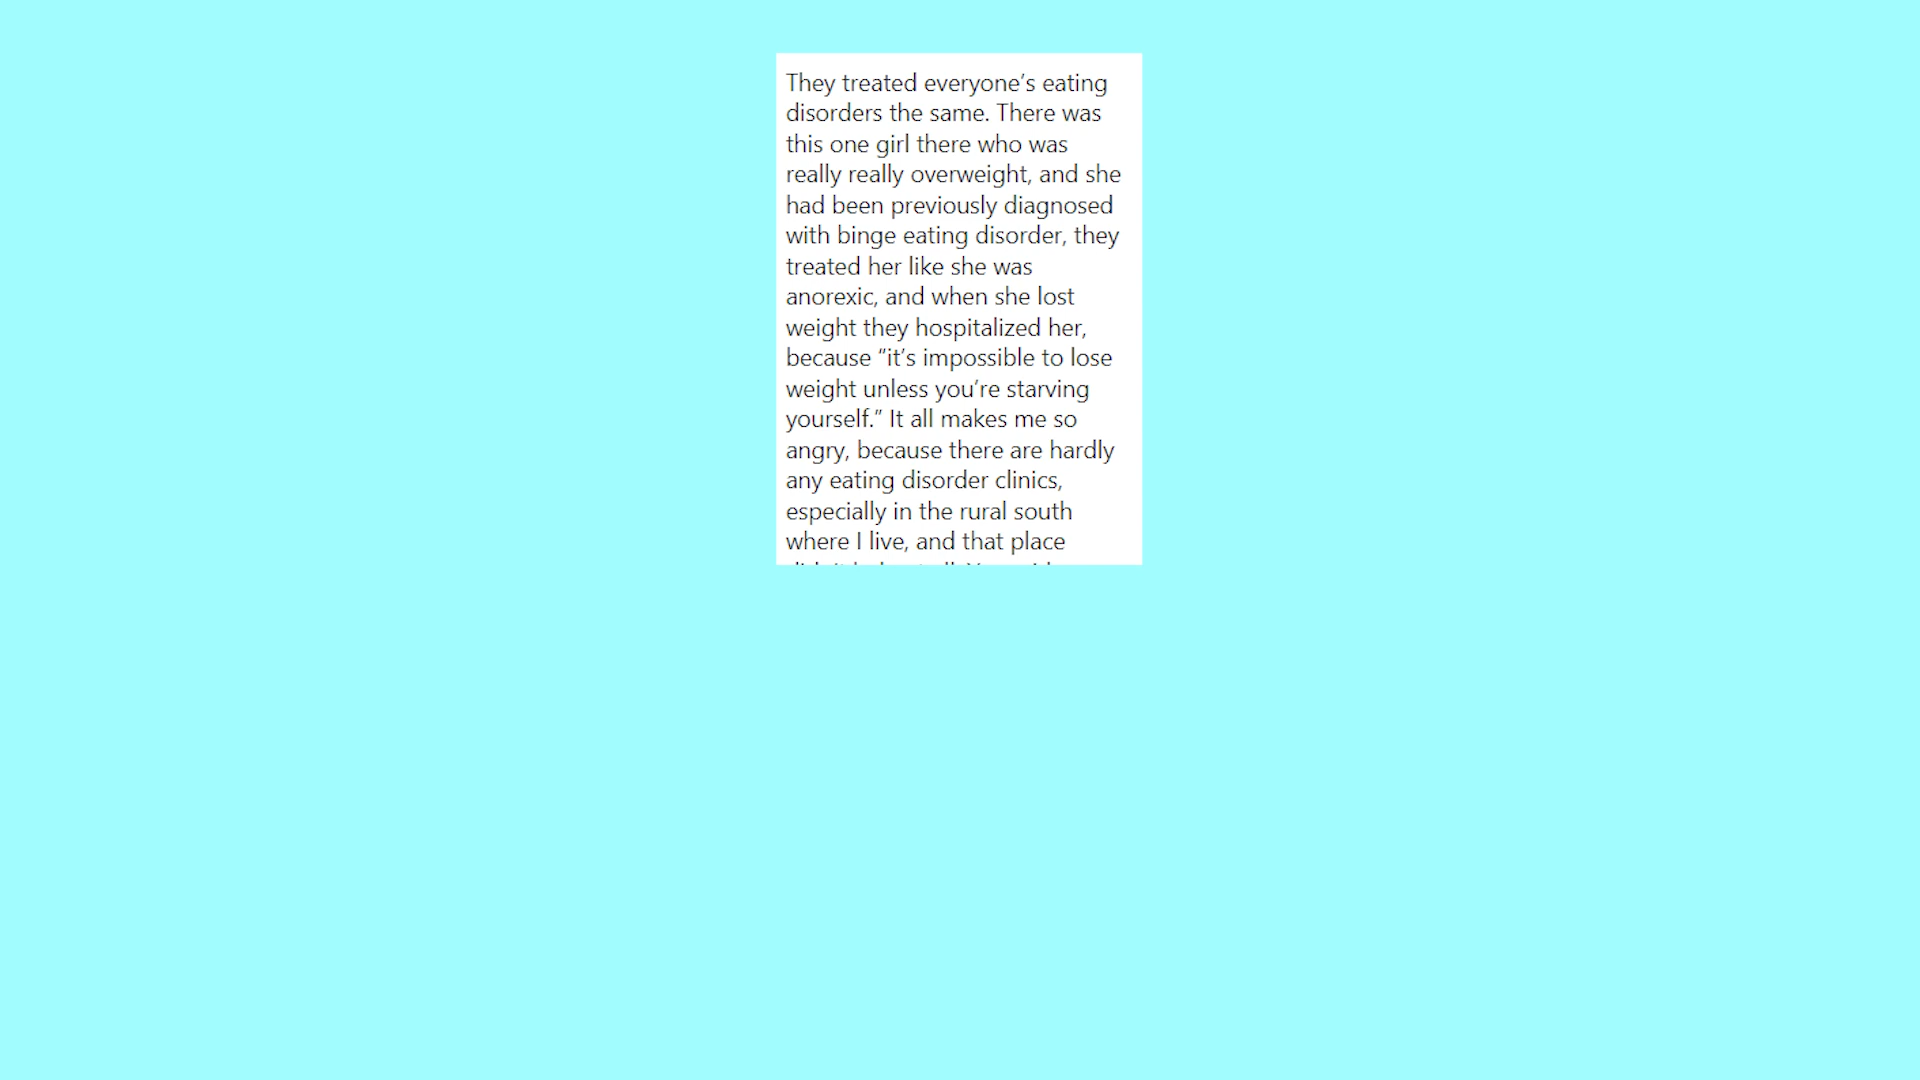 They treated everyone’s eating
disorders the same. There was
this one girl there who was
really really overweight, and she
had been previously diagnosed
with binge eating disorder, they
treated her like she was
anorexic, and when she lost
weight they hospitalized her,
because “it’s impossible to lose
weight unless you’re starving
yourself.” It all makes me so
angry, because there are hardly
any eating disorder clinics,
especially in the rural south
where I live, and that place